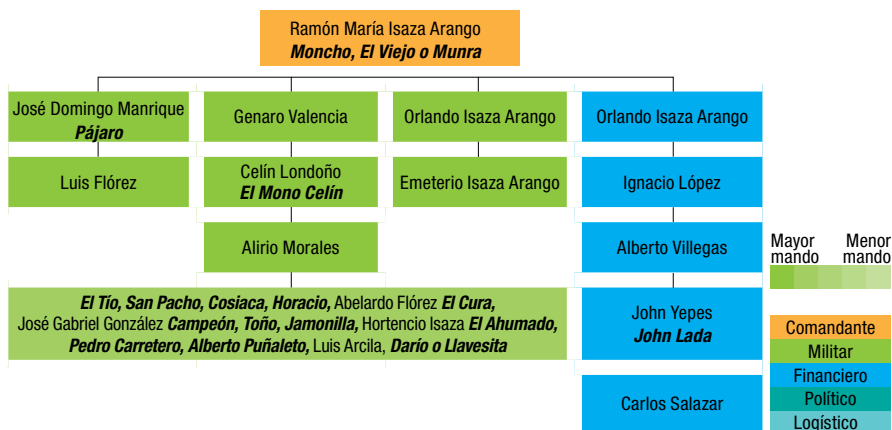 Ramón María Isaza Arango
Moncho, El Viejo o Munra
José Domingo Manrique
Pájaro
Genaro Valencia
Orlando Isaza Arango
Orlando Isaza Arango
Luis Flórez
Celín Londoño
El Mono Celín
Emeterio Isaza Arango
Ignacio López
Alirio Morales
Alberto Villegas
El Tío, San Pacho, Cosiaca, Horacio, Abelardo Flórez El Cura,
José Gabriel González Campeón, Toño, Jamonilla, Hortencio Isaza El Ahumado,
Pedro Carretero, Alberto Puñaleto, Luis Arcila, Darío o Llavesita
John Yepes
John Lada
Carlos Salazar
Mayor mando
Menor mando
Comandante
Militar
Financiero
Político
Logístico